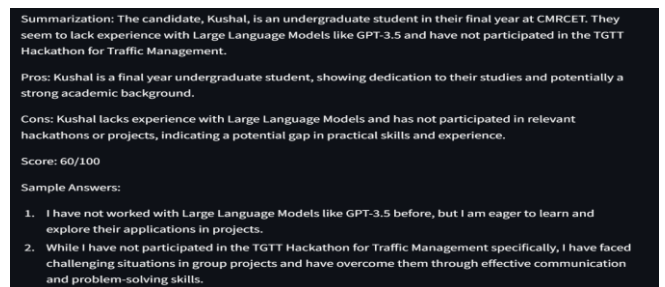 Summarization: The candidate, Kushal, is an undergraduate student in their final year at CMRCET. They
seem to lack experience with Large Language Models like GPT-3.5 and have not participated in the TGTT
Hackathon for Traffic Management.
Pros: Kushal is a final year undergraduate student, showing dedication to their studies and potentially a
strong academic background.
Cons: Kushal lacks experience with Large Language Models and has not participated in relevant
hackathons or projects, indicating a potential gap in practical skills and experience.
Score: 60/100
Sample Answers:
1. I have not worked with Large Language Models like GPT-3.5 before, but I am eager to learn and
explore their applications in projects.
2. While I have not participated in the TGTT Hackathon for Traffic Management specifically, I have faced
challenging situations in group projects and have overcome them through effective communication
and problem-solving skills.